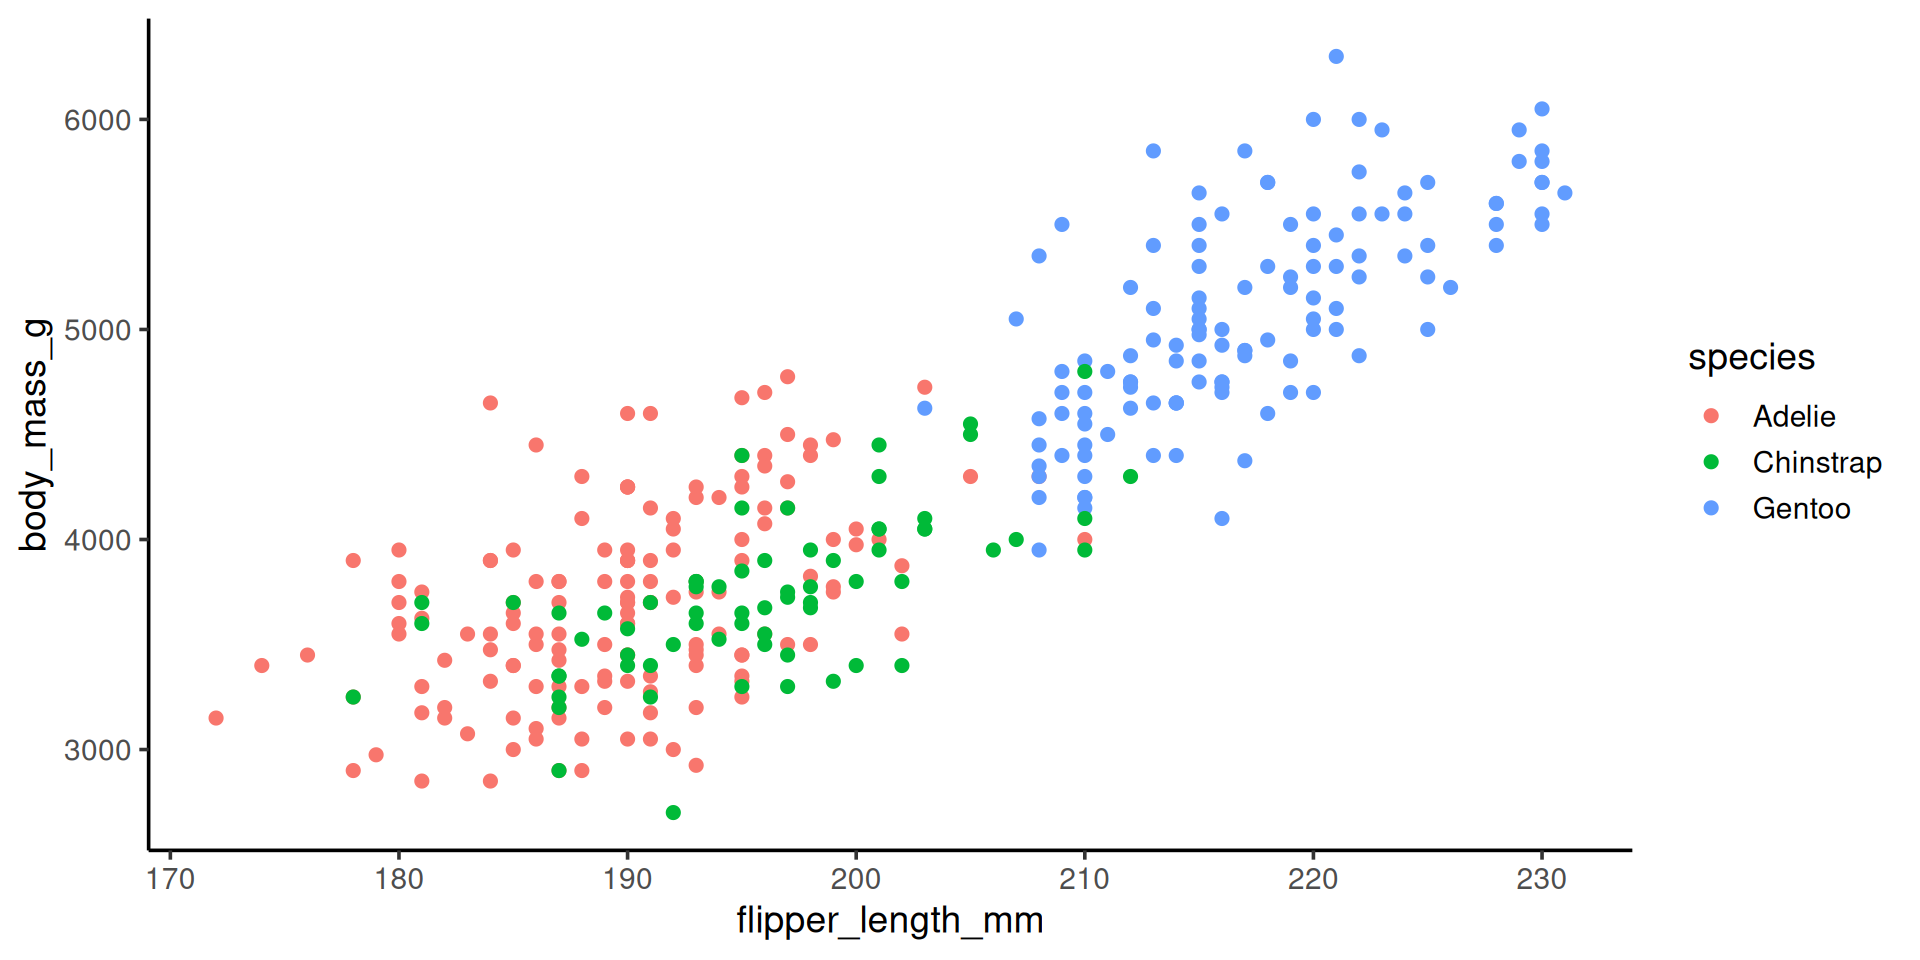 6000
5000
4000
3000
body_mass_g
170 180 190 200 210 220 230
flipper_length_mm
species
Adelie
Chinstrap
Gentoo